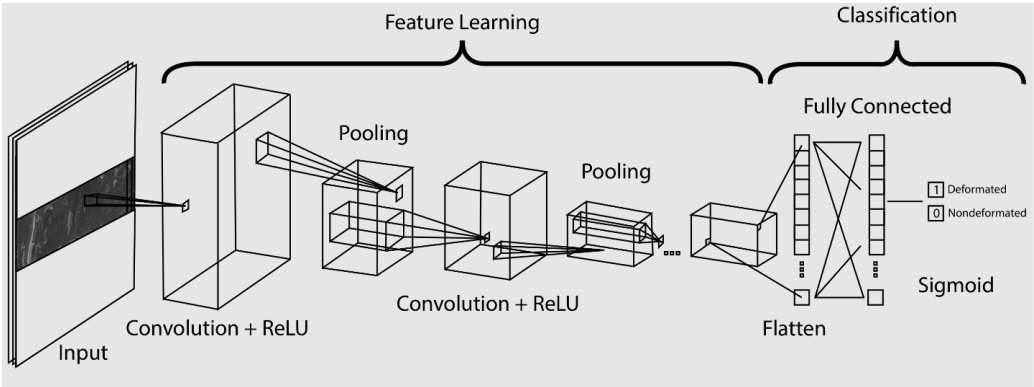 Feature Learning
Classification
Fully Connected
Pooling
Pooling
1 Deformated
0 Nondeformated
Sigmoid
Convolution + ReLU
Convolution + ReLU
Flatten
Input